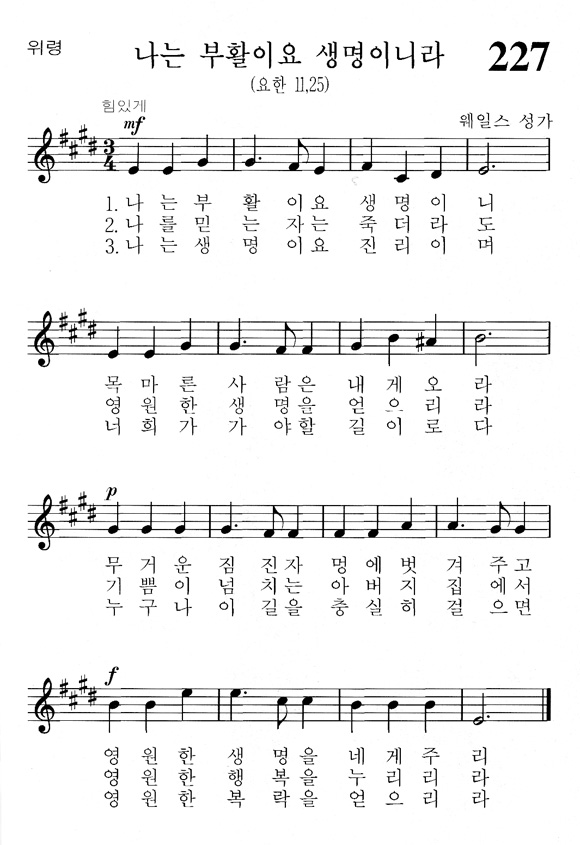 위령
나는 부활이요 생명이니라
227
(요한 11,25)
힘있게
mf
웨일스 성가
3
4
1. 나 는 부 활 이 요 생 명 이 니
2. 나 를 믿 는 자 는 죽 더 라 도
3. 나 는 생 명 이 요 진 리 이 며
목 마 른 사 람 은 내 게 오 라
영 원 한 생 명 을 얻 으 리 라
너 희 가 가 야 할 길 이 로 다
p
무 거 운 짐 진 자 멍 에 벗 겨 주 고
기 쁨 이 넘 치 는 아 버 지 집 에 서
누 구 나 이 길 을 충 실 히 걸 으 면
f
영 원 한 생 명 을 네 게 주 리
영 원 한 행 복 을 누 리 리 라
영 원 한 복 락 을 얻 으 리 라